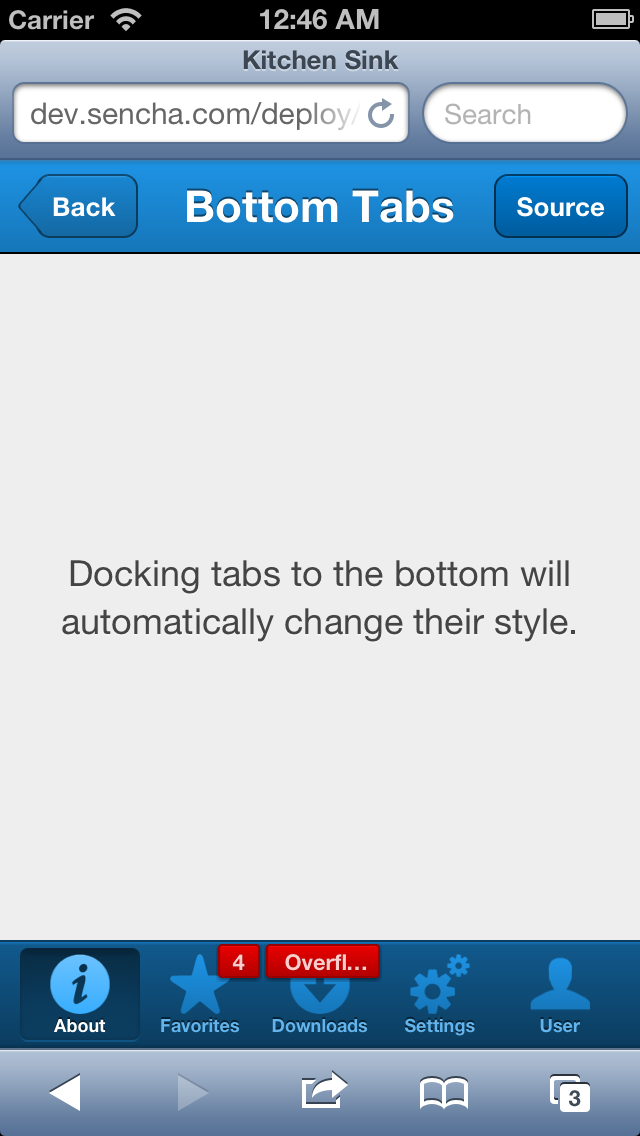 Carrier 12:46 AM
Kitchen Sink
dev.sencha.com/deploy/ Search
Back Bottom Tabs Source
Docking tabs to the bottom will
automatically change their style.
4 Overfl...
About Favorites Downloads Settings User
3